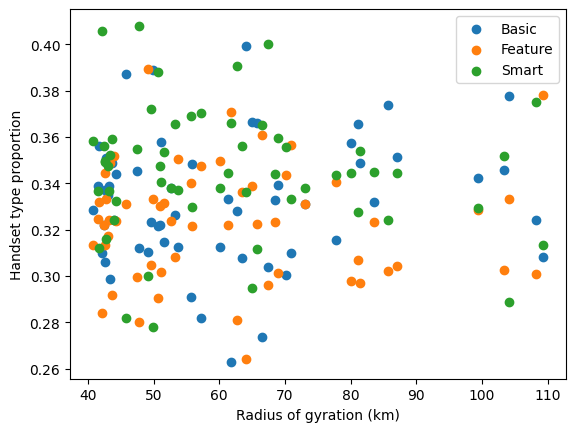 Basic
Feature
Smart
0.40
0.38
0.36
0.34
0.32
0.30
0.28
0.26
Handset type proportion
40 50 60 70 80 90 100 110
Radius of gyration (km)